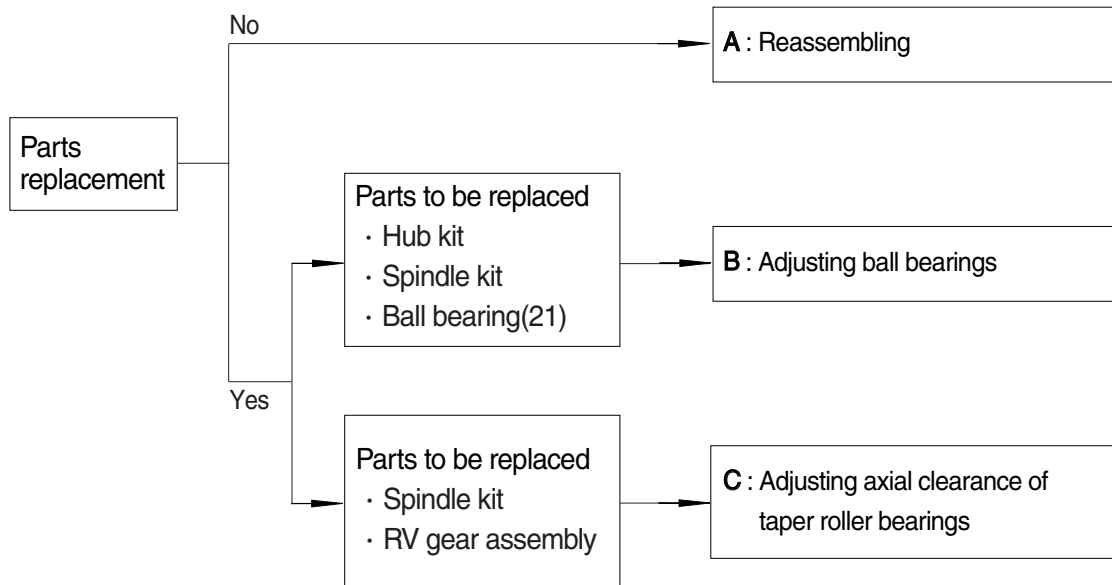 No
A : Reassembling
Parts
replacement
Parts to be replaced
· Hub kit
· Spindle kit
· Ball bearing(21)
B : Adjusting ball bearings
Yes
Parts to be replaced
· Spindle kit
· RV gear assembly
C : Adjusting axial clearance of
taper roller bearings